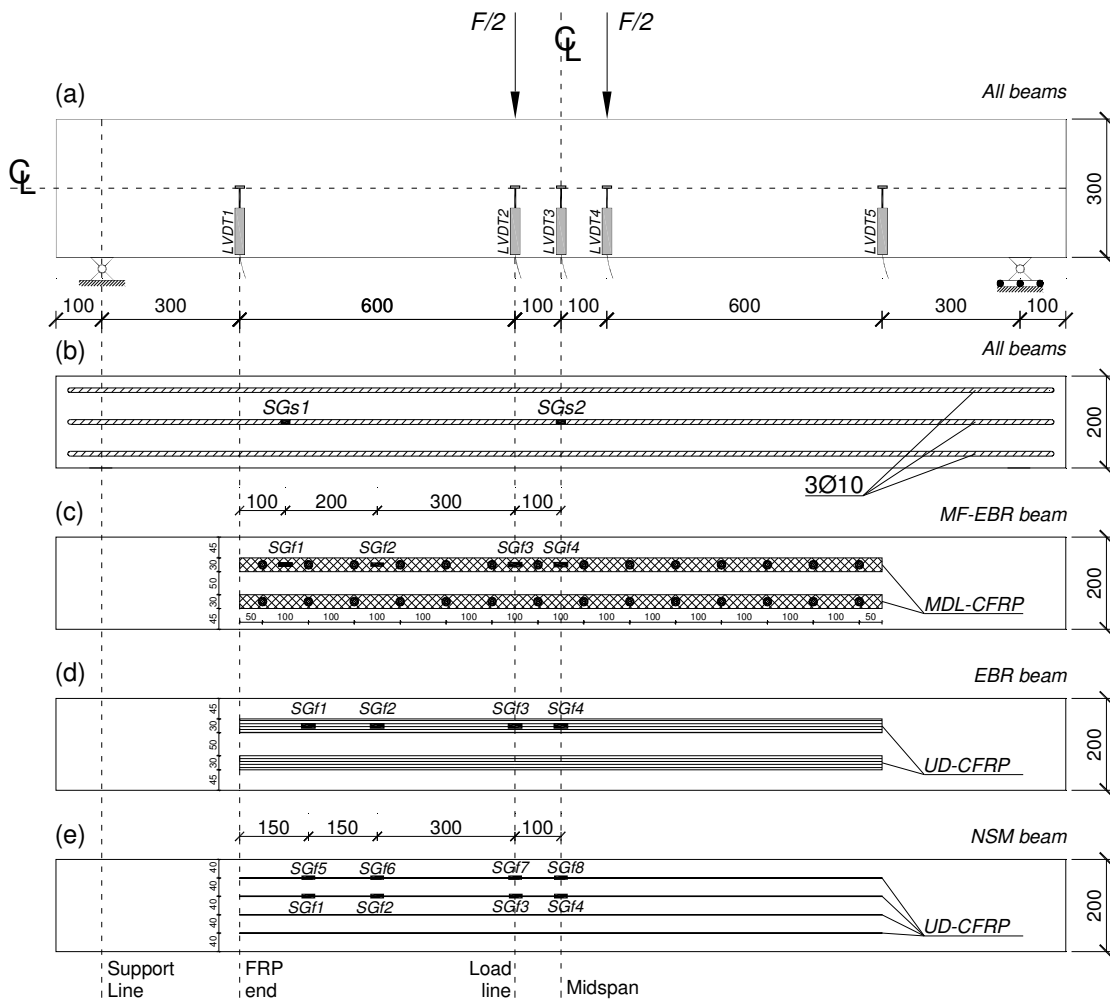 F/2 ℄ F/2
(a) All beams
℄
LVDT1 LVDT2 LVDT3 LVDT4 LVDT5
300
100 300 600 100 100 600 300 100
(b) All beams
SGs1 SGs2
200
3Ø10
100 200 300 100
(c) MF-EBR beam
45 30 50 30 45
SGf1 SGf2 SGf3 SGf4
MDL-CFRP
200
50 100 100 100 100 100 100 100 100 100 100 100 100 100 50
(d) EBR beam
45 30 50 30 45
SGf1 SGf2 SGf3 SGf4
UD-CFRP
200
150 150 300 100
(e) NSM beam
40 40 40 40 40
SGf5 SGf6 SGf7 SGf8
SGf1 SGf2 SGf3 SGf4
UD-CFRP
200
Support Line
FRP end
Load line
Midspan